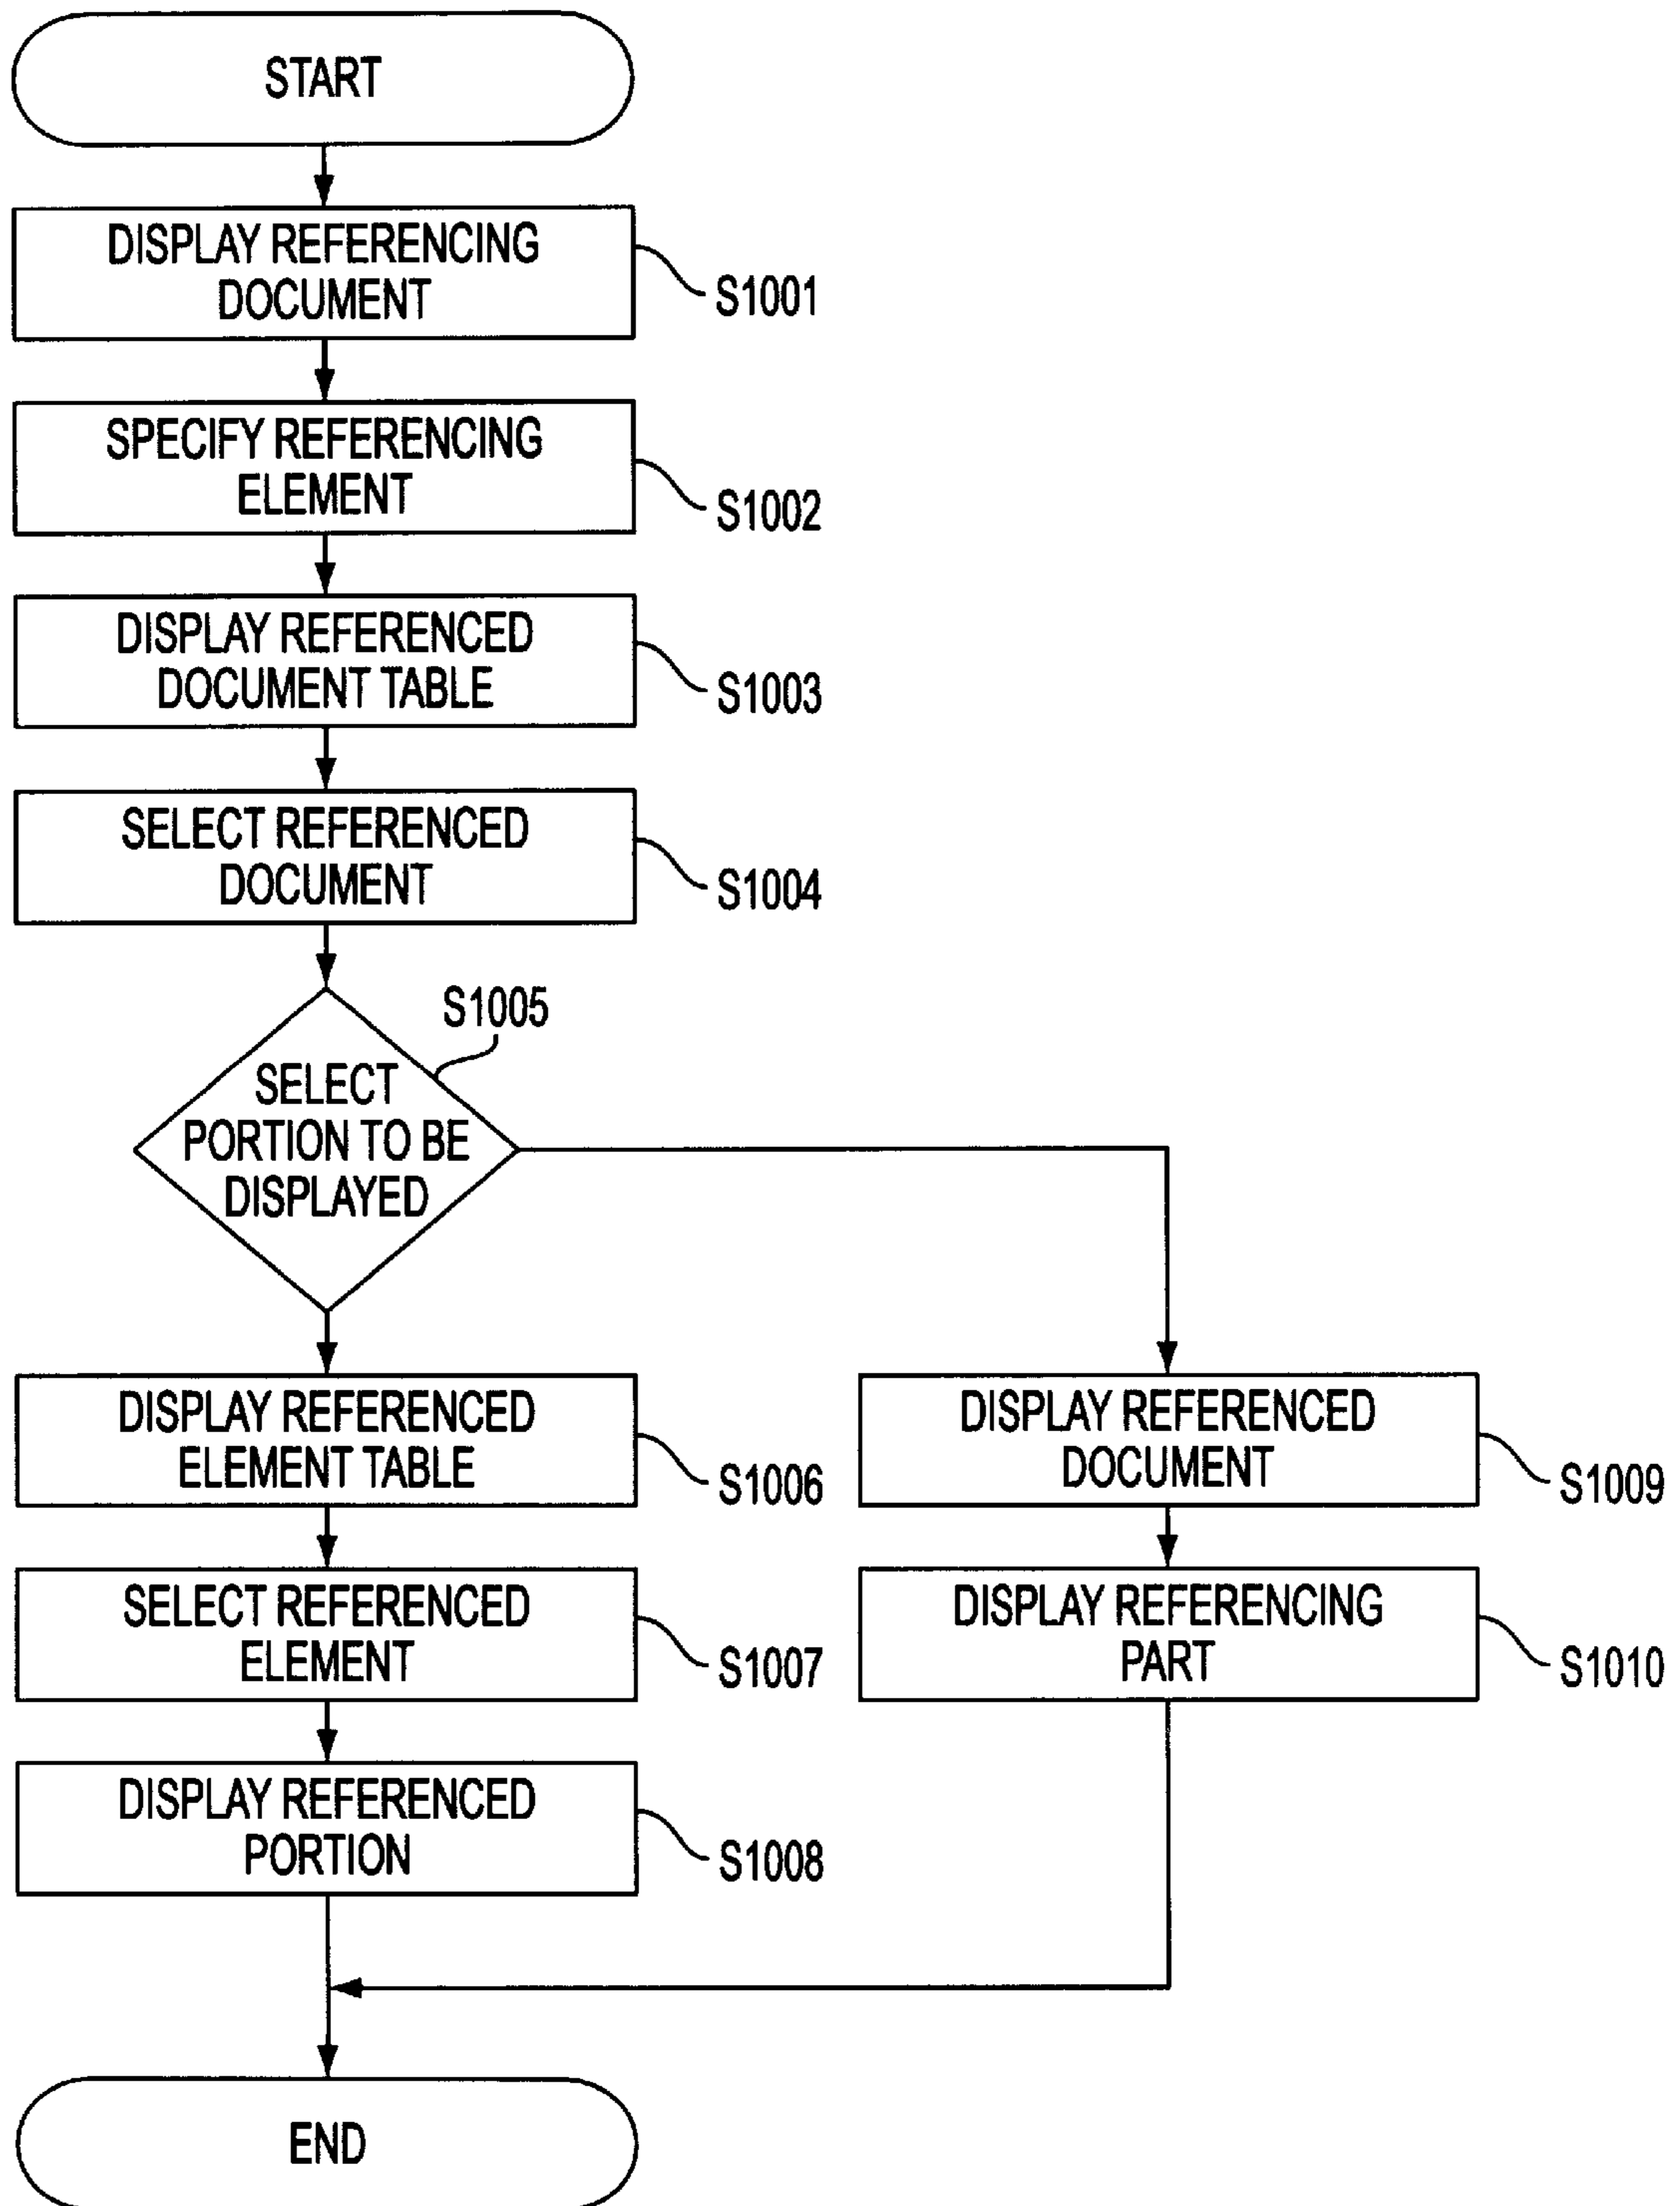 START
DISPLAY REFERENCING
DOCUMENT
S1001
SPECIFY REFERENCING
ELEMENT
S1002
DISPLAY REFERENCED
DOCUMENT TABLE
S1003
SELECT REFERENCED
DOCUMENT
S1004
S1005
SELECT
PORTION TO BE
DISPLAYED
DISPLAY REFERENCED
ELEMENT TABLE
S1006
SELECT REFERENCED
ELEMENT
S1007
DISPLAY REFERENCED
PORTION
S1008
DISPLAY REFERENCED
DOCUMENT
S1009
DISPLAY REFERENCING
PART
S1010
END